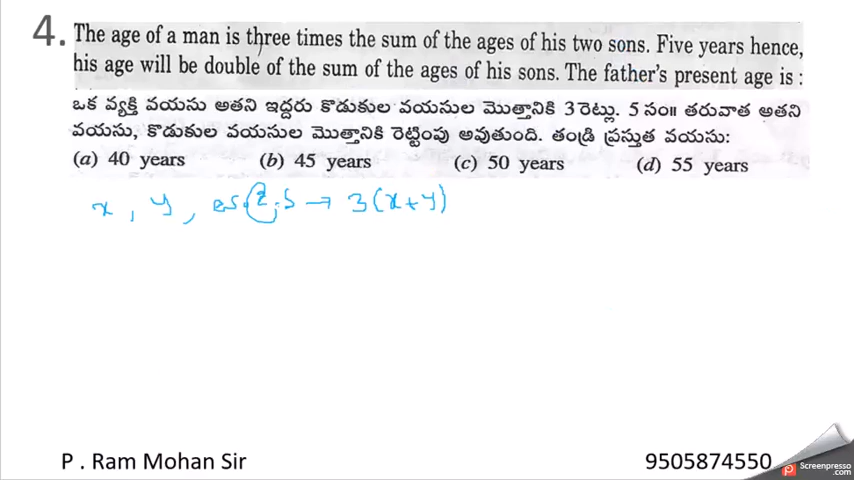 4. The age of a man is three times the sum of the ages of his two sons. Five years hence,
his age will be double of the sum of the ages of his sons. The father's present age is :
ఒక వ్యక్తి వయసు అతని ఇద్దరు కొడుకుల వయసుల మొత్తానికి 3 రెట్లు. 5 సం॥ తరువాత అతని
వయసు, కొడుకుల వయసుల మొత్తానికి రెట్టింపు అవుతుంది. తండ్రి ప్రస్తుత వయసు:
(a) 40 years (b) 45 years (c) 50 years (d) 55 years
x , y , → 3(x+y)
P . Ram Mohan Sir 9505874550
Screenpresso
.com